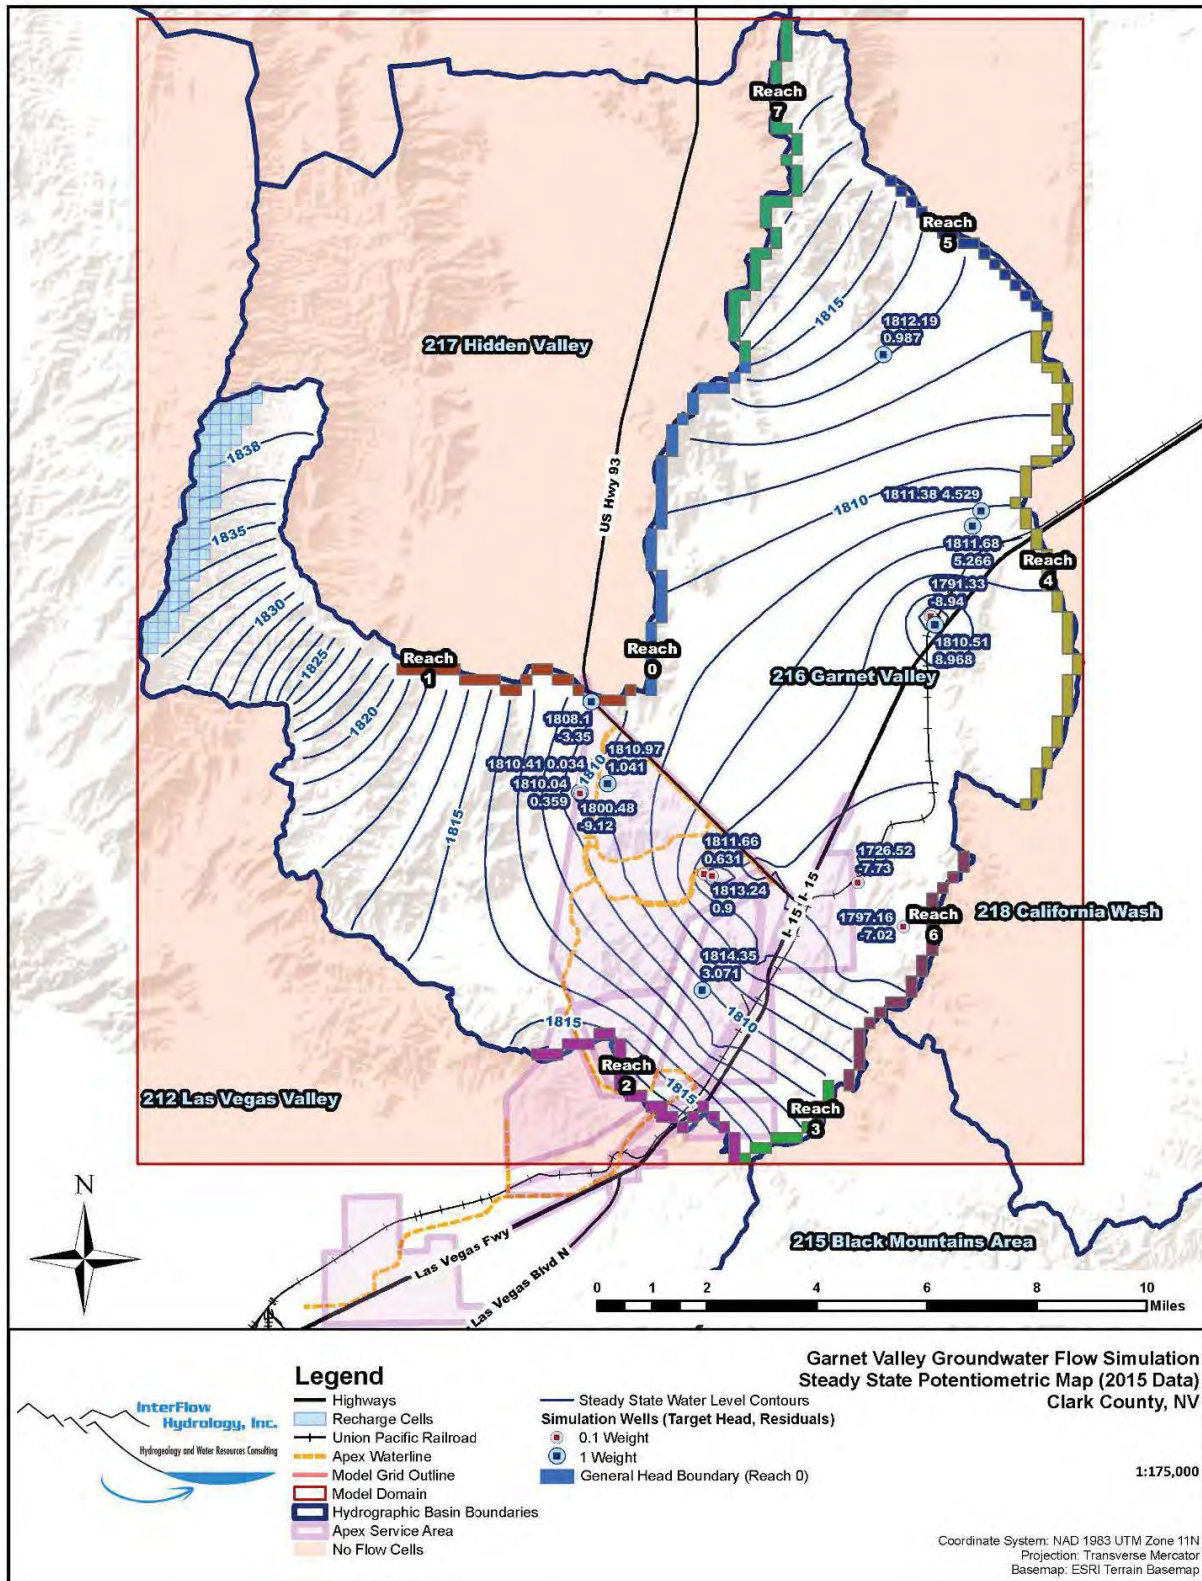 Reach
7
Reach
5
1815
1812.19
0.987
217 Hidden Valley
US Hwy 93
1838
1835
1830
1825
1820
1815
1810
1811.38 4.529
1811.68
5.266
1791.33
-8.94
Reach
4
1810.51
8.968
216 Garnet Valley
Reach
1
Reach
0
1808.1
-3.35
1810.97
1.041
1810.41 0.034
1810
1810.04
0.359
1800.48
-9.12
1811.66
0.631
1813.24
0.9
1726.52
-7.73
1797.16
-7.02
Reach
6
218 California Wash
I- 15
I- 15
1814.35
3.071
1810
1815
Reach
2
1815
Reach
3
212 Las Vegas Valley
215 Black Mountains Area
N
Las Vegas Fwy
Las Vegas Blvd N
0 1 2 4 6 8 10
Miles
InterFlow
Hydrology, Inc.
Hydrogeology and Water Resources Consulting
Legend
Highways
Recharge Cells
Union Pacific Railroad
Apex Waterline
Model Grid Outline
Model Domain
Hydrographic Basin Boundaries
Apex Service Area
No Flow Cells
Steady State Water Level Contours
Simulation Wells (Target Head, Residuals)
0.1 Weight
1 Weight
General Head Boundary (Reach 0)
Garnet Valley Groundwater Flow Simulation
Steady State Potentiometric Map (2015 Data)
Clark County, NV
1:175,000
Coordinate System: NAD 1983 UTM Zone 11N
Projection: Transverse Mercator
Basemap: ESRI Terrain Basemap